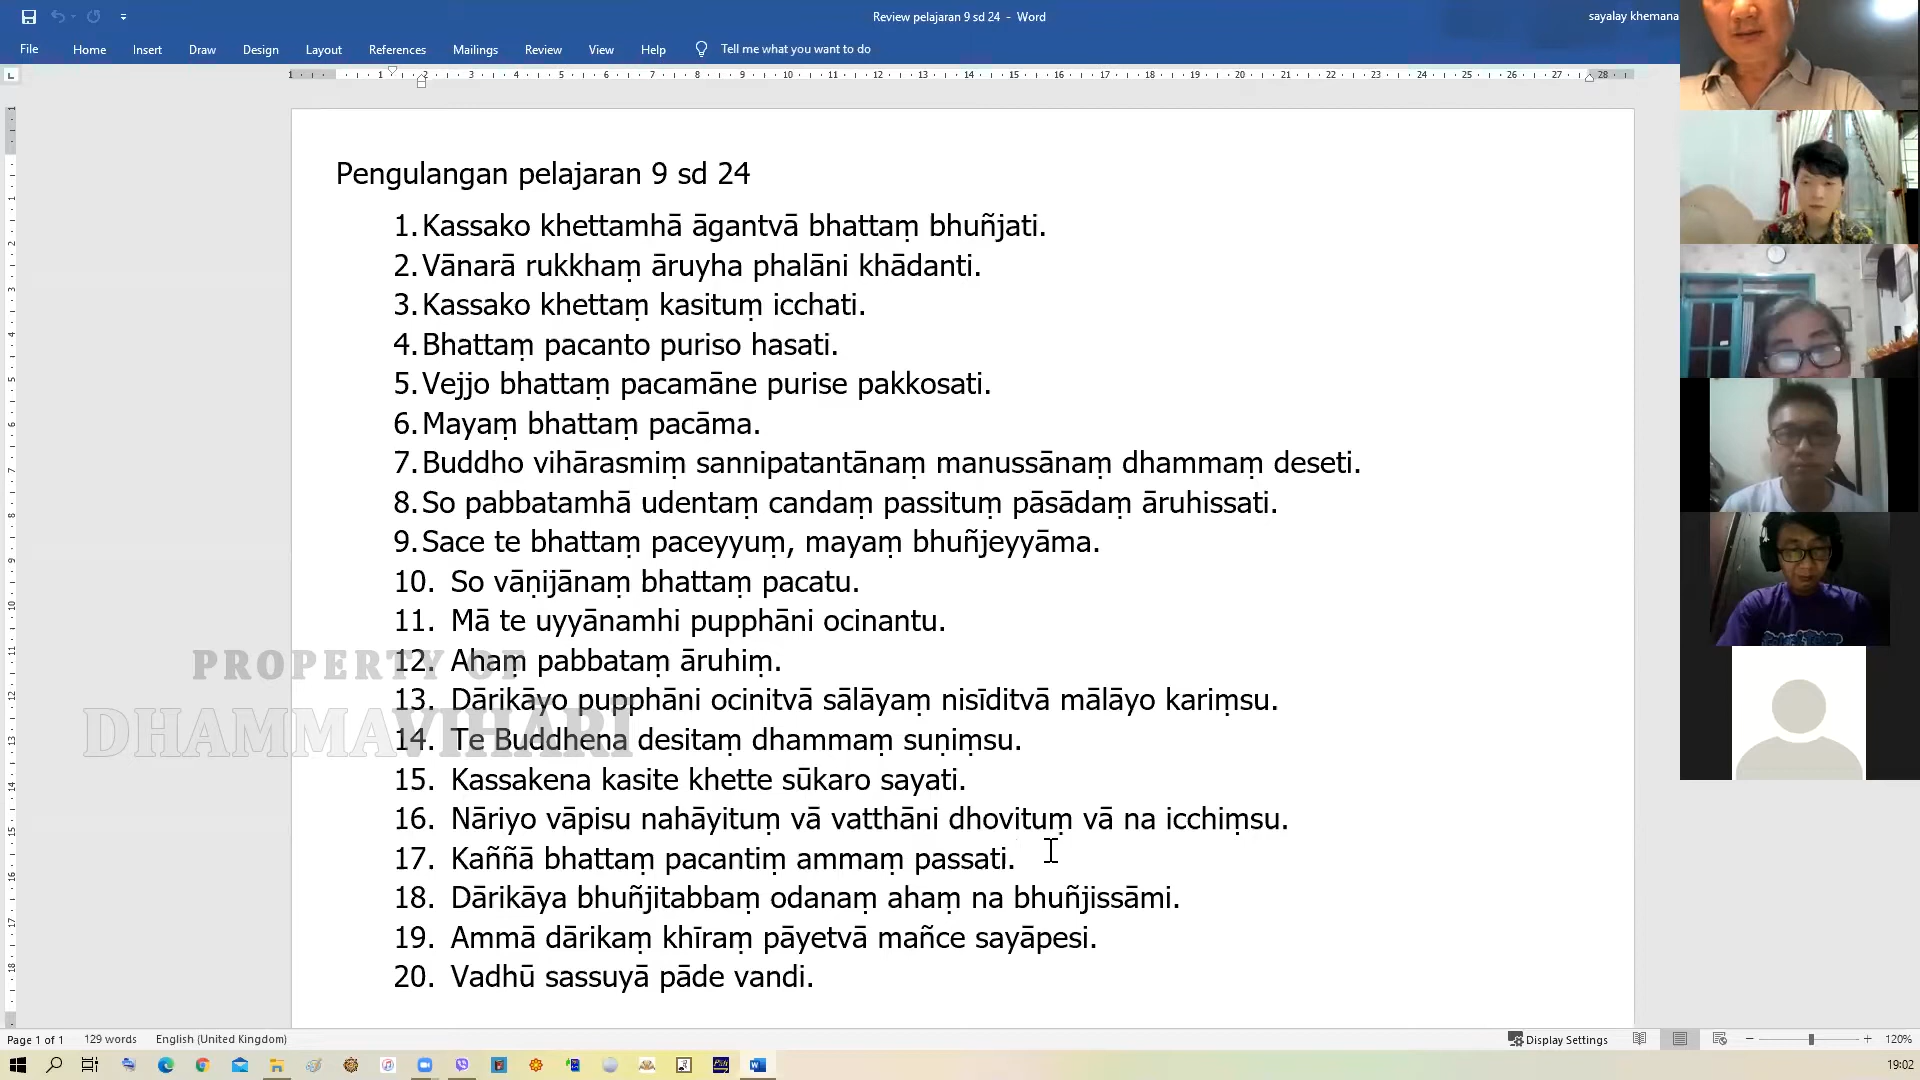 Review pelajaran 9 sd 24 - Word
sayalay khemana
File Home Insert Draw Design Layout References Mailings Review View Help Tell me what you want to do
Pengulangan pelajaran 9 sd 24
1. Kassako khettamhā āgantvā bhattaṃ bhuñjati.
2. Vānarā rukkhaṃ āruyha phalāni khādanti.
3. Kassako khettaṃ kasituṃ icchati.
4. Bhattaṃ pacanto puriso hasati.
5. Vejjo bhattaṃ pacamāne purise pakkosati.
6. Mayaṃ bhattaṃ pacāma.
7. Buddho vihārasmiṃ sannipatantānaṃ manussānaṃ dhammaṃ deseti.
8. So pabbatamhā udentaṃ candaṃ passituṃ pāsādaṃ āruhissati.
9. Sace te bhattaṃ paceyyuṃ, mayaṃ bhuñjeyyāma.
10. So vāṇijānaṃ bhattaṃ pacatu.
11. Mā te uyyānamhi pupphāni ocinantu.
12. Ahaṃ pabbataṃ āruhiṃ.
13. Dārikāyo pupphāni ocinitvā sālāyaṃ nisīditvā mālāyo kariṃsu.
14. Te Buddhena desitaṃ dhammaṃ suṇiṃsu.
15. Kassakena kasite khette sūkaro sayati.
16. Nāriyo vāpisu nahāyituṃ vā vatthāni dhovituṃ vā na icchiṃsu.
17. Kaññā bhattaṃ pacantiṃ ammaṃ passati.
18. Dārikāya bhuñjitabbaṃ odanaṃ ahaṃ na bhuñjissāmi.
19. Ammā dārikaṃ khīraṃ pāyetvā mañce sayāpesi.
20. Vadhū sassuyā pāde vandi.
PROPERTY OF
DHAMMAVIHĀRĪ
Page 1 of 1 129 words English (United Kingdom) Display Settings 120%
19:02